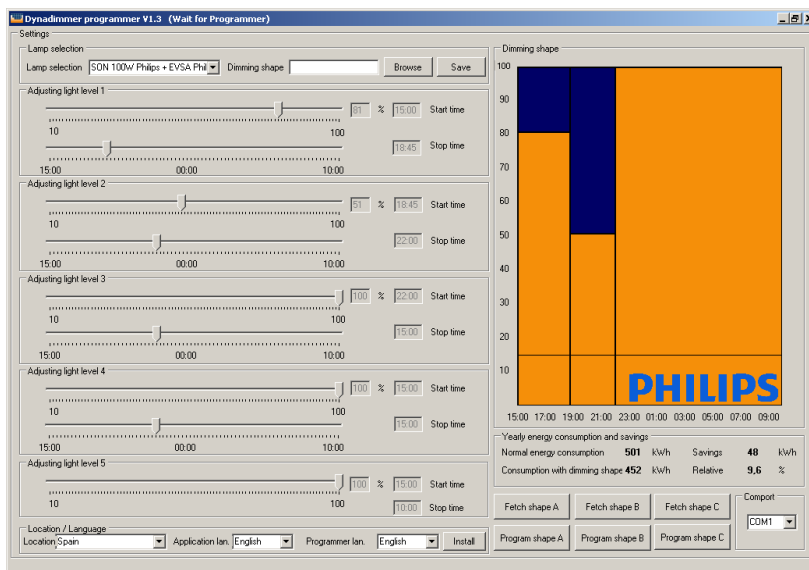 Dynadimmer programmer V1.3 (Wait for Programmer)
Settings
Lamp selection
Lamp selection SON 100W Philips + EVSA Phil Dimming shape Browse Save
Adjusting light level 1
81 % 15:00 Start time
10 100
18:45 Stop time
15:00 00:00 10:00
Adjusting light level 2
51 % 18:45 Start time
10 100
22:00 Stop time
15:00 00:00 10:00
Adjusting light level 3
100 % 22:00 Start time
10 100
15:00 Stop time
15:00 00:00 10:00
Adjusting light level 4
100 % 15:00 Start time
10 100
15:00 Stop time
15:00 00:00 10:00
Adjusting light level 5
100 % 15:00 Start time
10 100
10:00 Stop time
Location / Language
Location Spain Application lan. English Programmer lan. English Install
Dimming shape
100
90
80
70
60
50
40
30
20
10
PHILIPS
15:00 17:00 19:00 21:00 23:00 01:00 03:00 05:00 07:00 09:00
Yearly energy consumption and savings
Normal energy consumption 501 kWh Savings 48 kWh
Consumption with dimming shape 452 kWh Relative 9,6 %
Fetch shape A Fetch shape B Fetch shape C
Program shape A Program shape B Program shape C
Comport
COM1